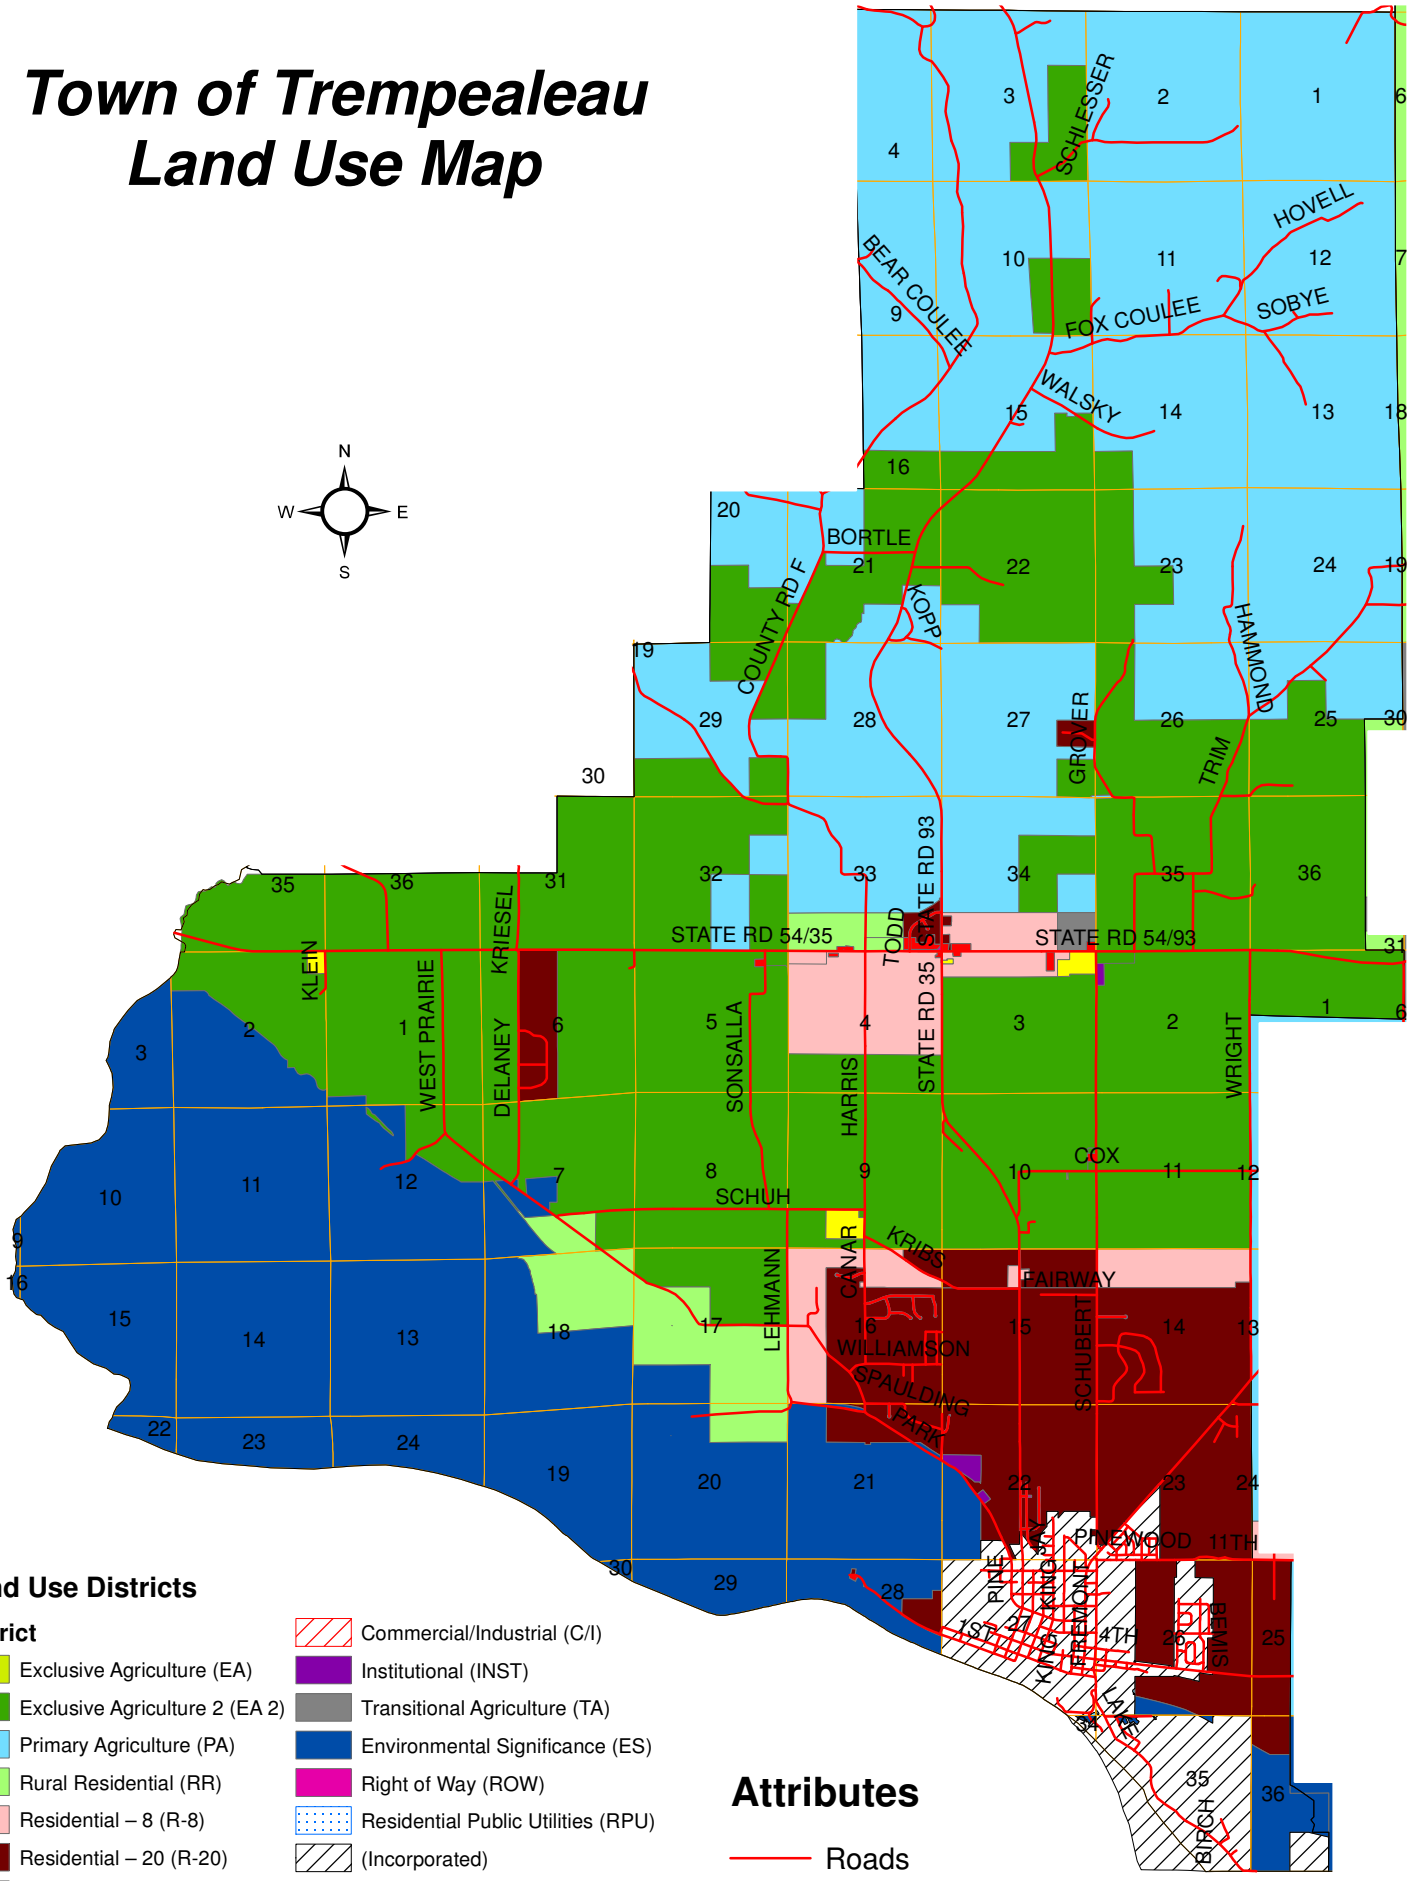 Town of Trempealeau
Land Use Map
N
W E
S
3 2 1 6
4
SCHLESSER
HOVELL
BEAR COULEE
10 11 12 7
9
FOX COULEE
SOBYE
WALSKY
15 14 13 18
16
20
BORTLE
21 22 23 24 19
COUNTY RD F
KOPP
HAMMOND
19
29 28 27 26 25 30
GROVER
TRIM
30
STATE RD 93
35 36 31 32 33 34 35 36
KRIESEL
TODD
STATE RD 54/35
STATE RD 54/93
31
KLEIN
WEST PRAIRIE
DELANEY
SONSALLA
HARRIS
STATE RD 35
WRIGHT
3 2 1 6 5 4 3 2 1 6
COX
10 11 12 7 8 9 10 11 12
SCHUH
9
CANAR
KRIBS
FAIRWAY
LEHMANN
16
15 14 13 18 17 16 15 14 13
WILLIAMSON
SCHUBERT
SPAULDING
PARK
22 23 24 19 20 21 22 23 24
JAY
PINEWOOD
11TH
PINE
KING
FREMONT
30 29 28 27 26 25
1ST
4TH
BEMIS
KING
LAKE
34
35 36
BIRCH
nd Use Districts
rict
Exclusive Agriculture (EA)
Exclusive Agriculture 2 (EA 2)
Primary Agriculture (PA)
Rural Residential (RR)
Residential – 8 (R-8)
Residential – 20 (R-20)
Commercial/Industrial (C/I)
Institutional (INST)
Transitional Agriculture (TA)
Environmental Significance (ES)
Right of Way (ROW)
Residential Public Utilities (RPU)
(Incorporated)
Attributes
Roads